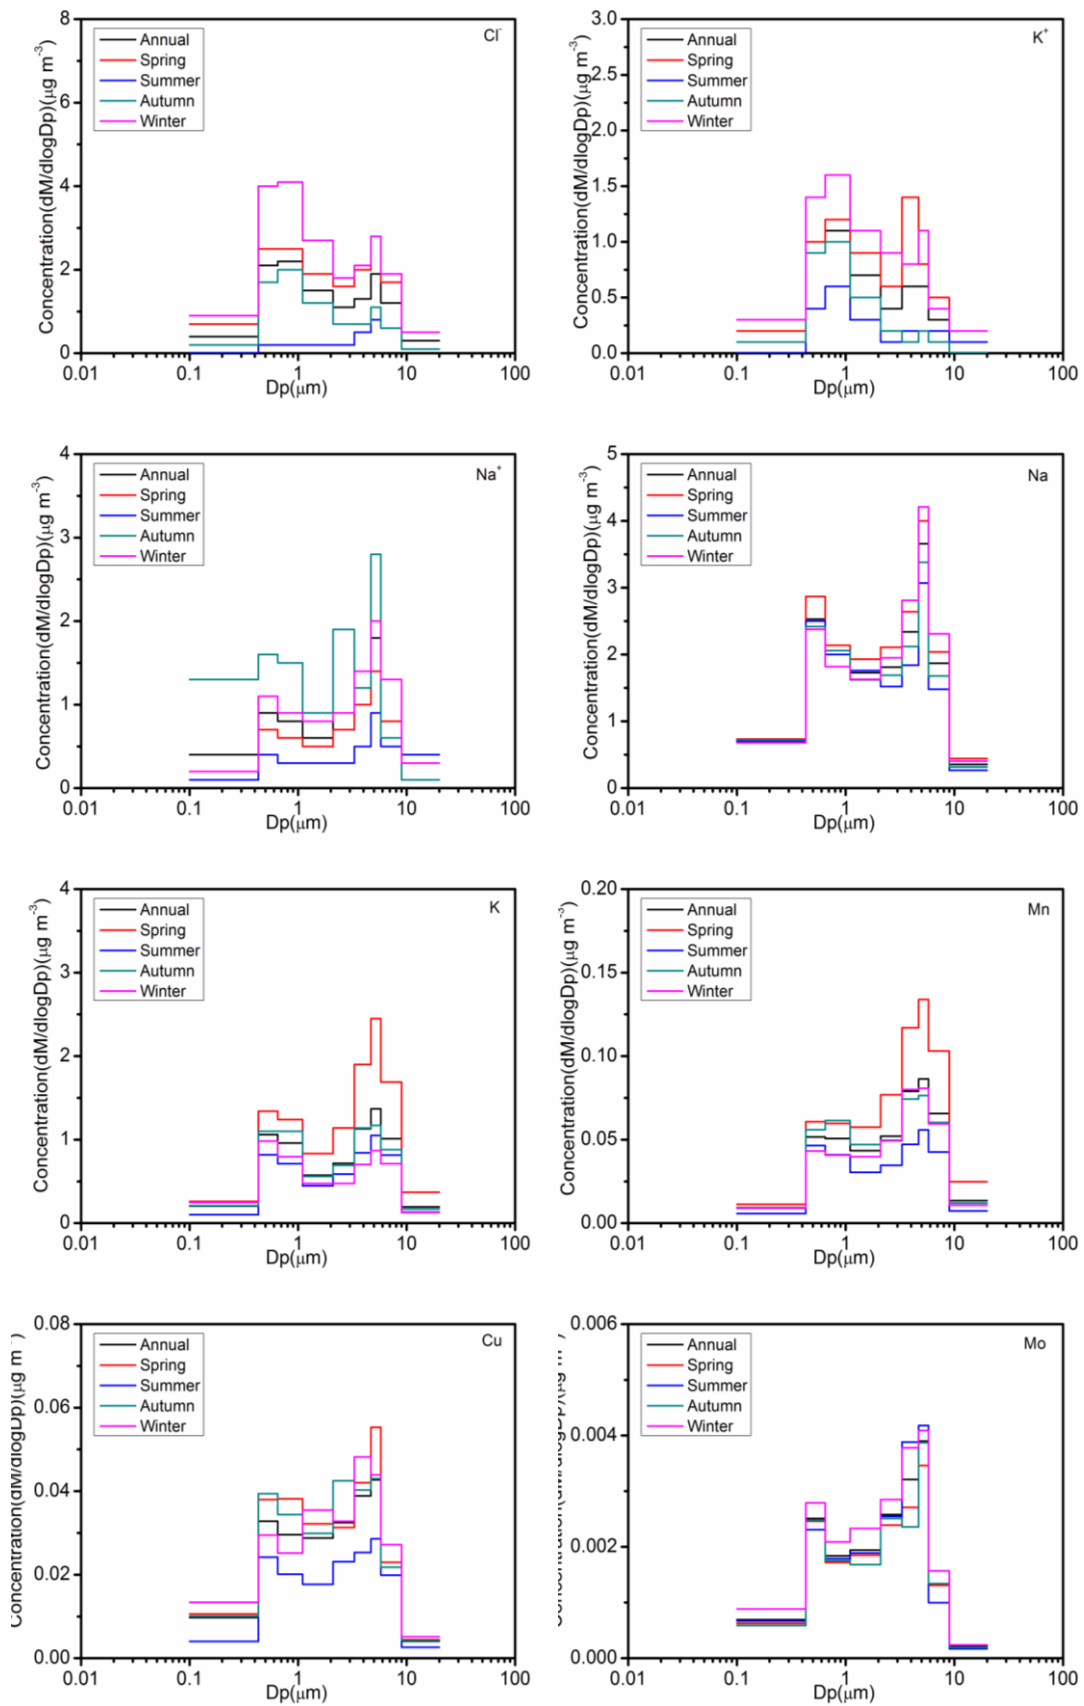 Concentration(dM/dlogDp)(μg m⁻³)
8
6
4
2
0
Annual
Spring
Summer
Autumn
Winter
Cl⁻
0.01 0.1 1 10 100
Dp(μm)
Concentration(dM/dlogDp)(μg m⁻³)
3.0
2.5
2.0
1.5
1.0
0.5
0.0
Annual
Spring
Summer
Autumn
Winter
K⁺
0.01 0.1 1 10 100
Dp(μm)
Concentration(dM/dlogDp)(μg m⁻³)
4
3
2
1
0
Annual
Spring
Summer
Autumn
Winter
Na⁺
0.01 0.1 1 10 100
Dp(μm)
Concentration(dM/dlogDp)(μg m⁻³)
5
4
3
2
1
0
Annual
Spring
Summer
Autumn
Winter
Na
0.01 0.1 1 10 100
Dp(μm)
Concentration(dM/dlogDp)(μg m⁻³)
4
3
2
1
0
Annual
Spring
Summer
Autumn
Winter
K
0.01 0.1 1 10 100
Dp(μm)
Concentration(dM/dlogDp)(μg m⁻³)
0.20
0.15
0.10
0.05
0.00
Annual
Spring
Summer
Autumn
Winter
Mn
0.01 0.1 1 10 100
Dp(μm)
Concentration(dM/dlogDp)(μg m
0.08
0.06
0.04
0.02
0.00
Annual
Spring
Summer
Autumn
Winter
Cu
0.01 0.1 1 10 100
Dp(μm)
Concentration(dM/dlogDp)(μg m
0.006
0.004
0.002
0.000
Annual
Spring
Summer
Autumn
Winter
Mo
0.01 0.1 1 10 100
Dp(μm)